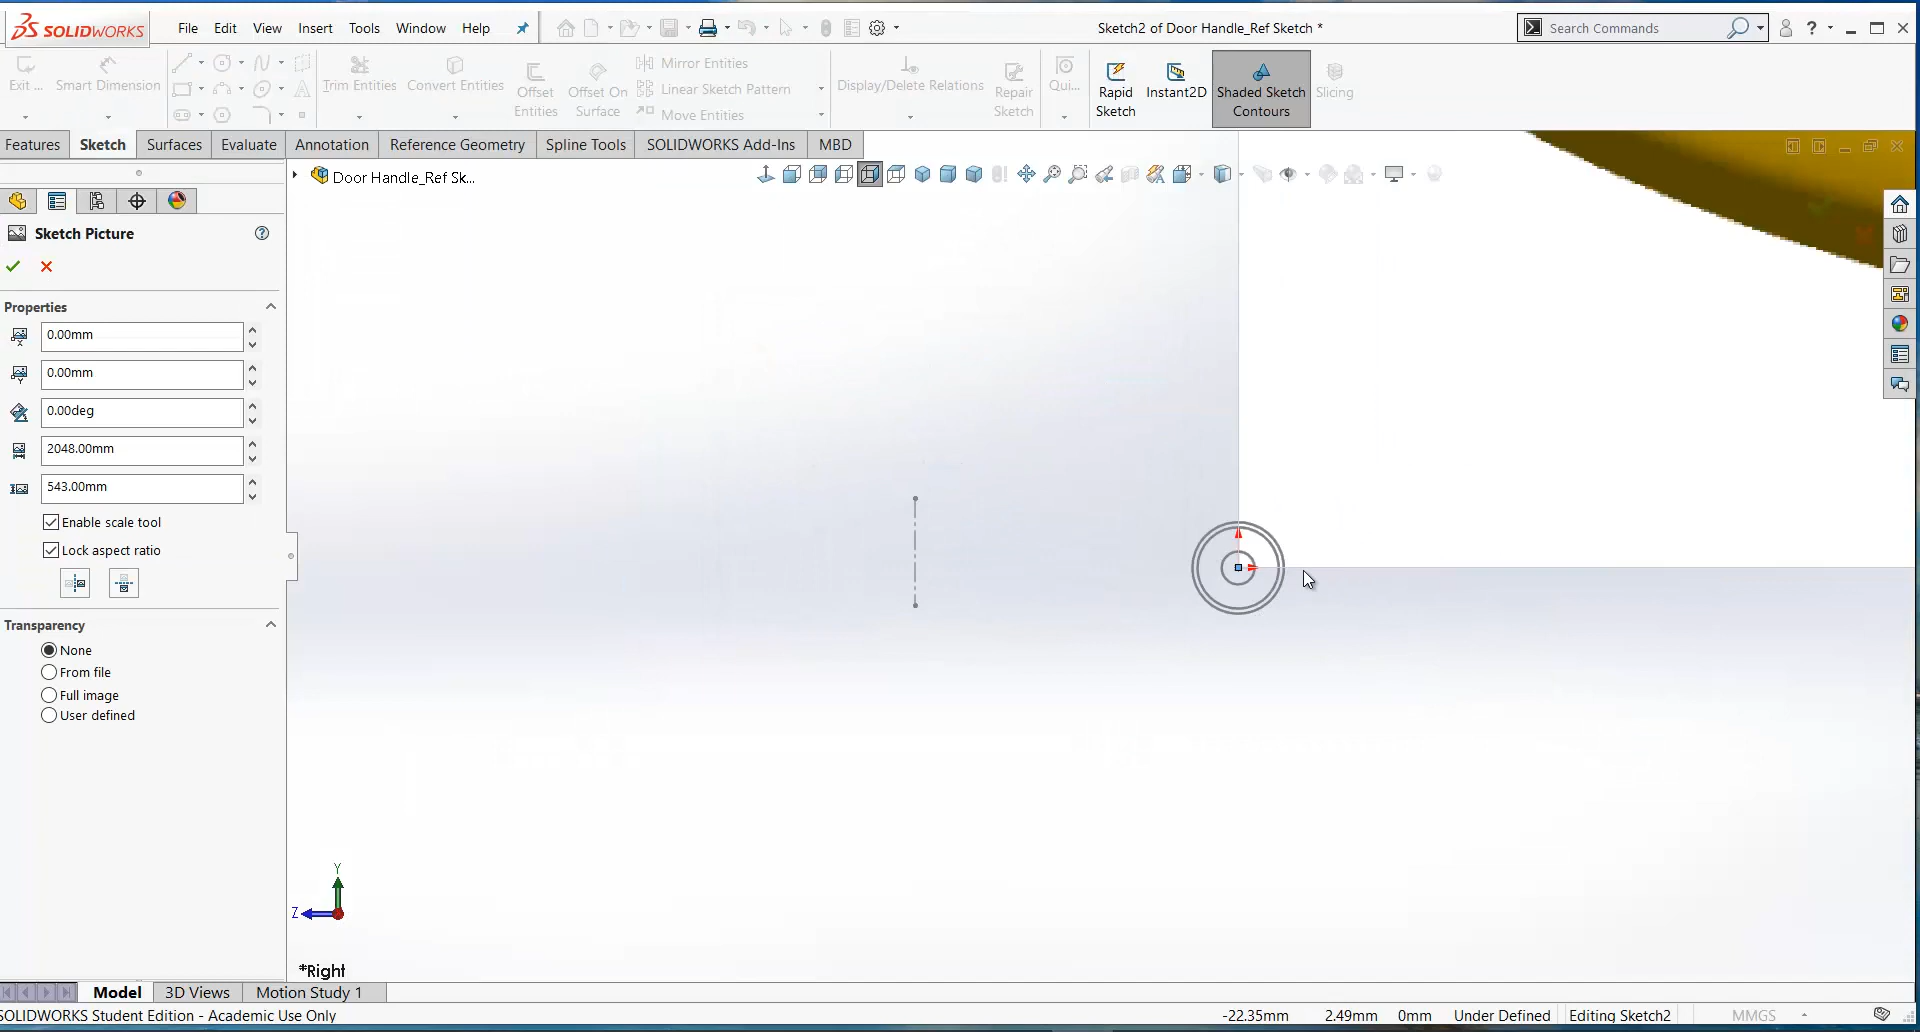 SOLIDWORKS
File Edit View Insert Tools Window Help
Sketch2 of Door Handle_Ref Sketch *
Search Commands
?
Exit ...
Smart Dimension
Trim Entities
Convert Entities
Offset Entities
Offset On Surface
Mirror Entities
Linear Sketch Pattern
Move Entities
Display/Delete Relations
Repair Sketch
Qui...
Rapid Sketch
Instant2D
Shaded Sketch Contours
Slicing
Features Sketch Surfaces Evaluate Annotation Reference Geometry Spline Tools SOLIDWORKS Add-Ins MBD
Door Handle_Ref Sk...
Sketch Picture
Properties
0.00mm
0.00mm
0.00deg
2048.00mm
543.00mm
Enable scale tool
Lock aspect ratio
Transparency
None
From file
Full image
User defined
Y
Z
*Right
Model 3D Views Motion Study 1
SOLIDWORKS Student Edition - Academic Use Only
-22.35mm 2.49mm 0mm Under Defined Editing Sketch2 MMGS